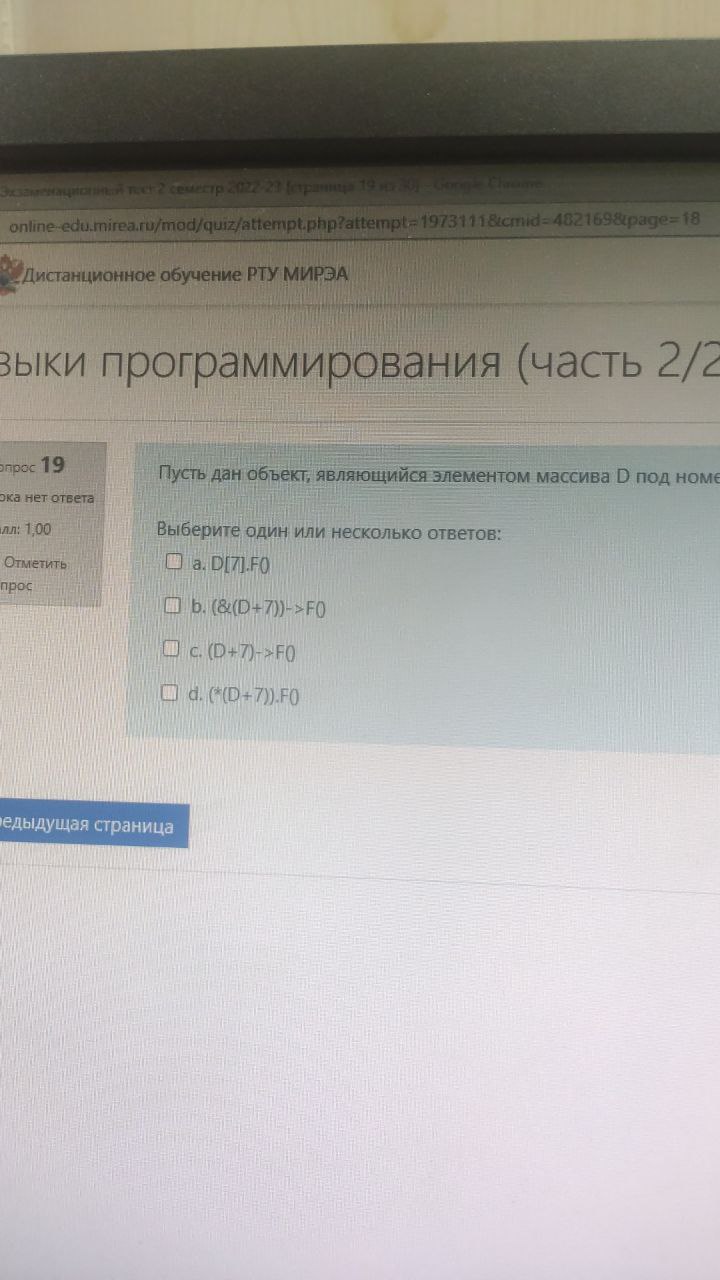 Экзаменационный тест 2 семестр 2022-23 (страница 19 из 30) - Google Chrome
online-edu.mirea.ru/mod/quiz/attempt.php?attempt=1973111&cmid=482169&page=18
Дистанционное обучение РТУ МИРЭА
зыки программирования (часть 2/2
опрос 19
ока нет ответа
лл: 1,00
Отметить
прос
Пусть дан объект, являющийся элементом массива D под номе
Выберите один или несколько ответов:
a. D[7].F()
b. (&(D+7))->F()
c. (D+7)->F()
d. (*(D+7)).F()
редыдущая страница